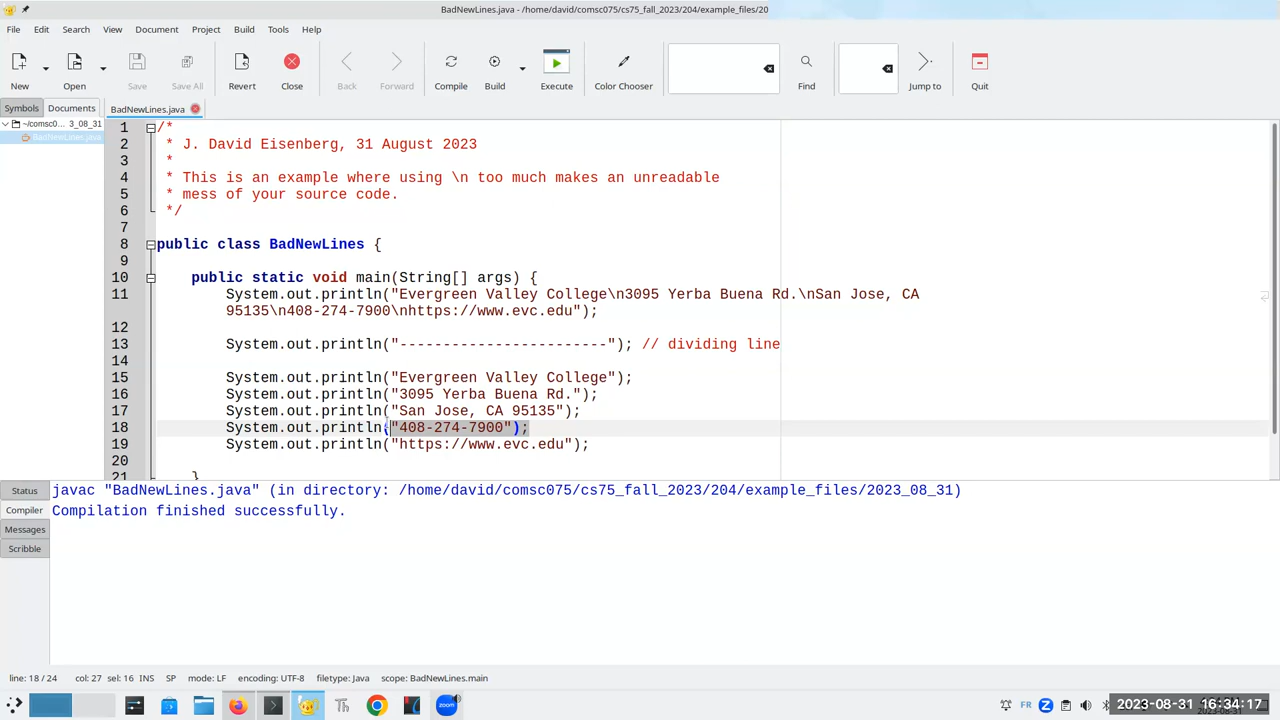 BadNewLines.java - /home/david/comsc075/cs75_fall_2023/204/example_files/20
File Edit Search View Document Project Build Tools Help
New Open Save Save All Revert Close Back Forward Compile Build Execute Color Chooser Find Jump to Quit
Symbols Documents BadNewLines.java
~/comsc0... 3_08_31
BadNewLines.java
1 /*
2 * J. David Eisenberg, 31 August 2023
3 *
4 * This is an example where using \n too much makes an unreadable
5 * mess of your source code.
6 */
7
8 public class BadNewLines {
9
10 public static void main(String[] args) {
11 System.out.println("Evergreen Valley College\n3095 Yerba Buena Rd.\nSan Jose, CA
95135\n408-274-7900\nhttps://www.evc.edu");
12
13 System.out.println("------------------------"); // dividing line
14
15 System.out.println("Evergreen Valley College");
16 System.out.println("3095 Yerba Buena Rd.");
17 System.out.println("San Jose, CA 95135");
18 System.out.println("408-274-7900");
19 System.out.println("https://www.evc.edu");
20
21 }
Status
Compiler
Messages
Scribble
javac "BadNewLines.java" (in directory: /home/david/comsc075/cs75_fall_2023/204/example_files/2023_08_31)
Compilation finished successfully.
line: 18 / 24 col: 27 sel: 16 INS SP mode: LF encoding: UTF-8 filetype: Java scope: BadNewLines.main
zoom FR 2023-08-31 16:34:17